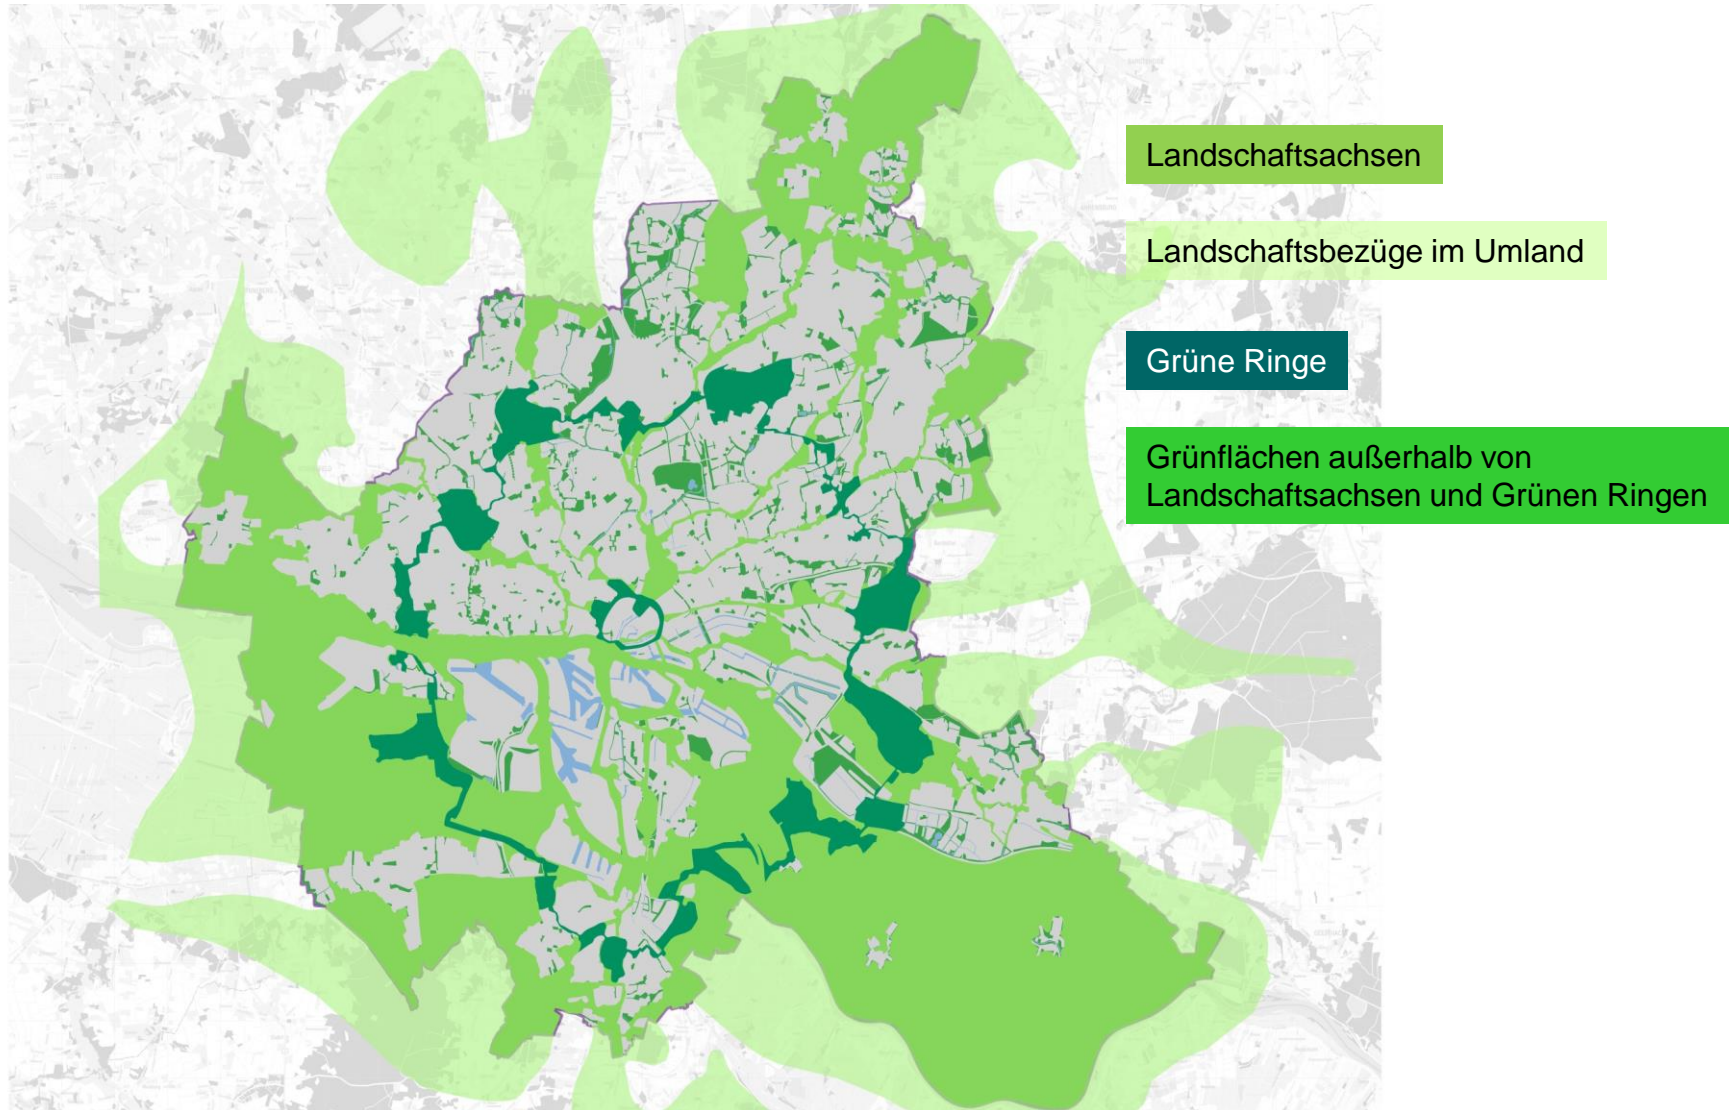 Landschaftsachsen
Landschaftsbezüge im Umland
Grüne Ringe
Grünflächen außerhalb von
Landschaftsachsen und Grünen Ringen